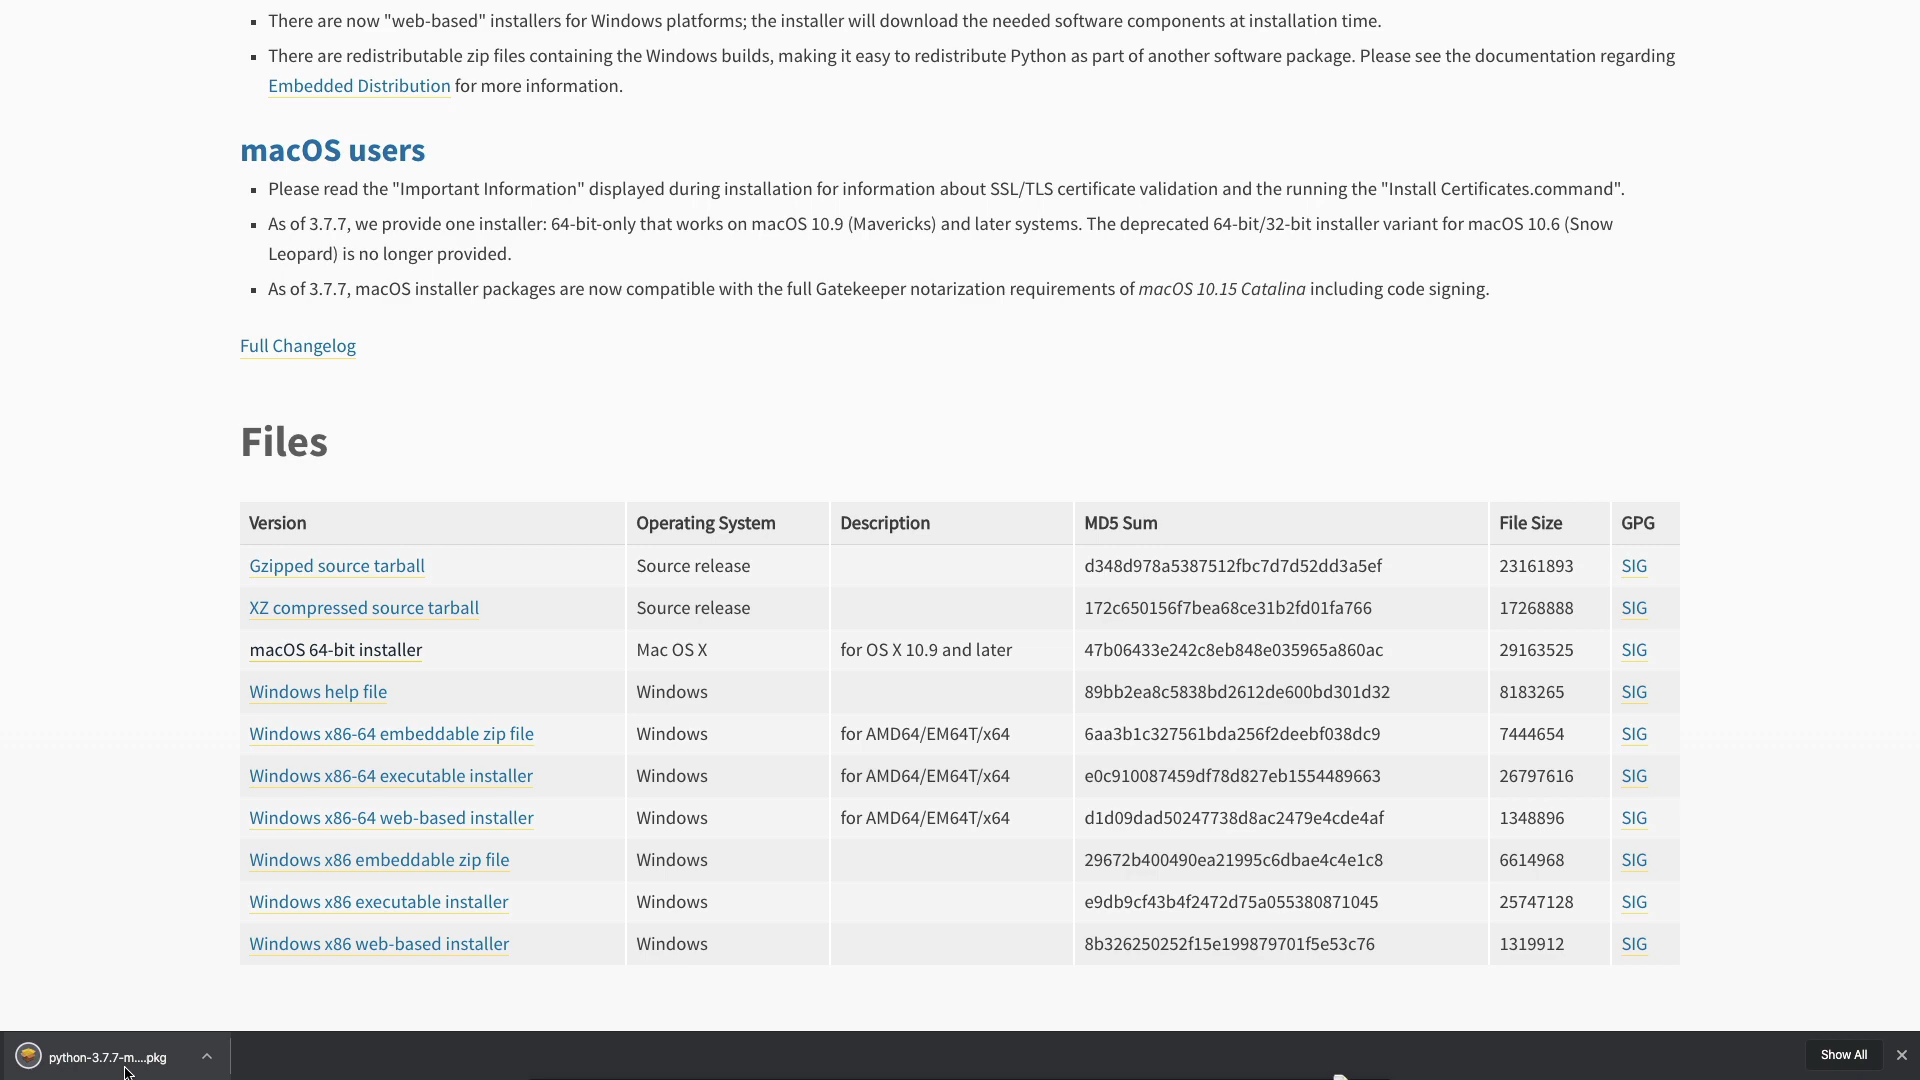 There are now "web-based" installers for Windows platforms; the installer will download the needed software components at installation time.
There are redistributable zip files containing the Windows builds, making it easy to redistribute Python as part of another software package. Please see the documentation regarding
Embedded Distribution for more information.
macOS users
Please read the "Important Information" displayed during installation for information about SSL/TLS certificate validation and the running the "Install Certificates.command".
As of 3.7.7, we provide one installer: 64-bit-only that works on macOS 10.9 (Mavericks) and later systems. The deprecated 64-bit/32-bit installer variant for macOS 10.6 (Snow
Leopard) is no longer provided.
As of 3.7.7, macOS installer packages are now compatible with the full Gatekeeper notarization requirements of macOS 10.15 Catalina including code signing.
Full Changelog
Files
Version Operating System Description MD5 Sum File Size GPG
Gzipped source tarball Source release d348d978a5387512fbc7d7d52dd3a5ef 23161893 SIG
XZ compressed source tarball Source release 172c650156f7bea68ce31b2fd01fa766 17268888 SIG
macOS 64-bit installer Mac OS X for OS X 10.9 and later 47b06433e242c8eb848e035965a860ac 29163525 SIG
Windows help file Windows 89bb2ea8c5838bd2612de600bd301d32 8183265 SIG
Windows x86-64 embeddable zip file Windows for AMD64/EM64T/x64 6aa3b1c327561bda256f2deebf038dc9 7444654 SIG
Windows x86-64 executable installer Windows for AMD64/EM64T/x64 e0c910087459df78d827eb1554489663 26797616 SIG
Windows x86-64 web-based installer Windows for AMD64/EM64T/x64 d1d09dad50247738d8ac2479e4cde4af 1348896 SIG
Windows x86 embeddable zip file Windows 29672b400490ea21995c6dbae4c4e1c8 6614968 SIG
Windows x86 executable installer Windows e9db9cf43b4f2472d75a055380871045 25747128 SIG
Windows x86 web-based installer Windows 8b326250252f15e199879701f5e53c76 1319912 SIG
python-3.7.7-m....pkg Show All